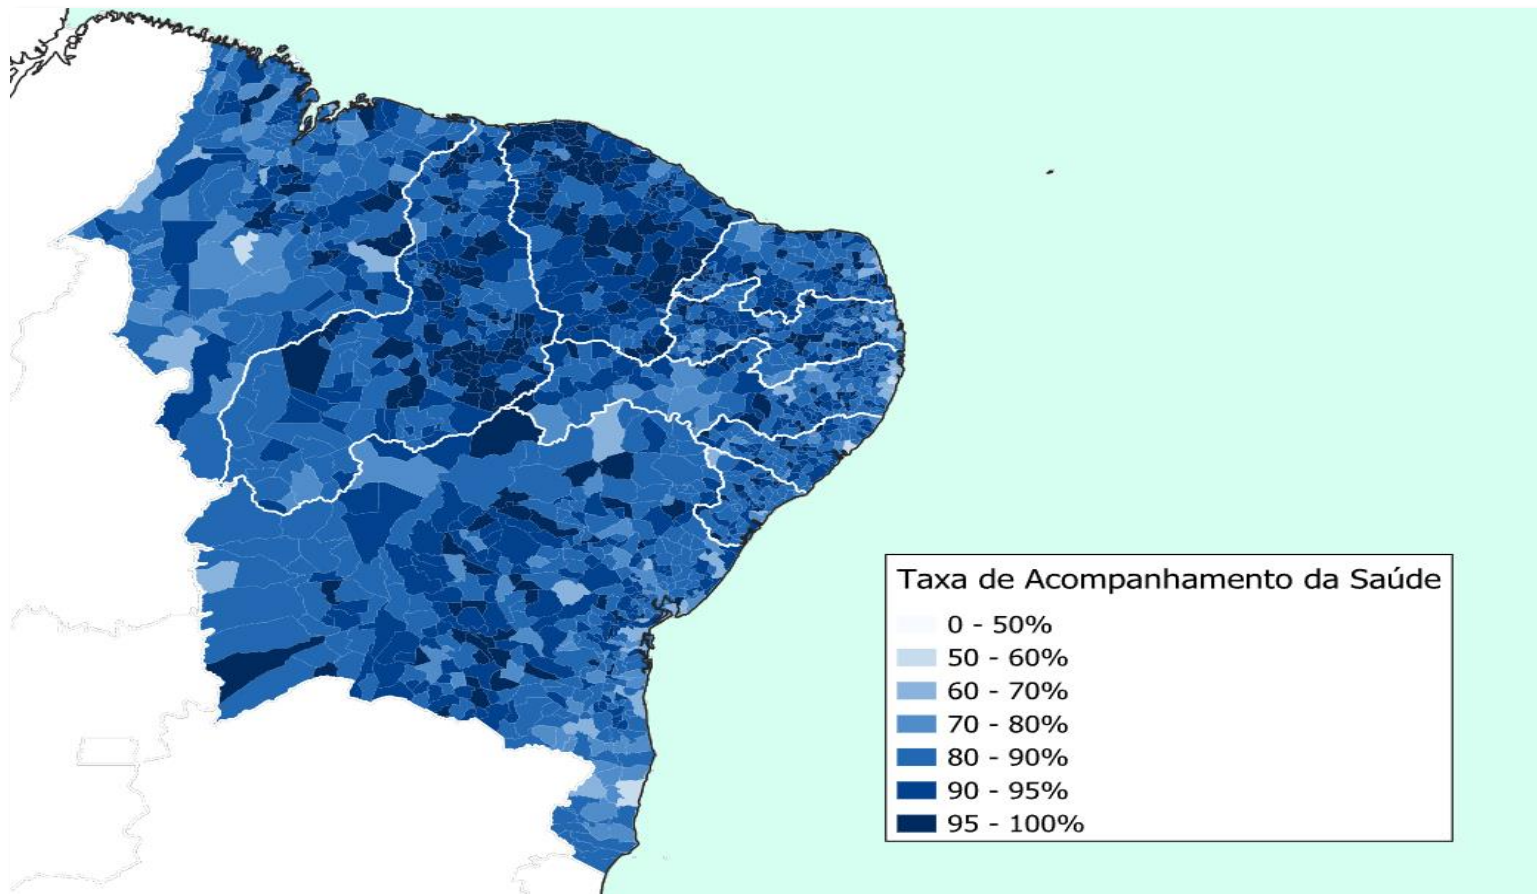 Taxa de Acompanhamento da Saúde
0 - 50%
50 - 60%
60 - 70%
70 - 80%
80 - 90%
90 - 95%
95 - 100%